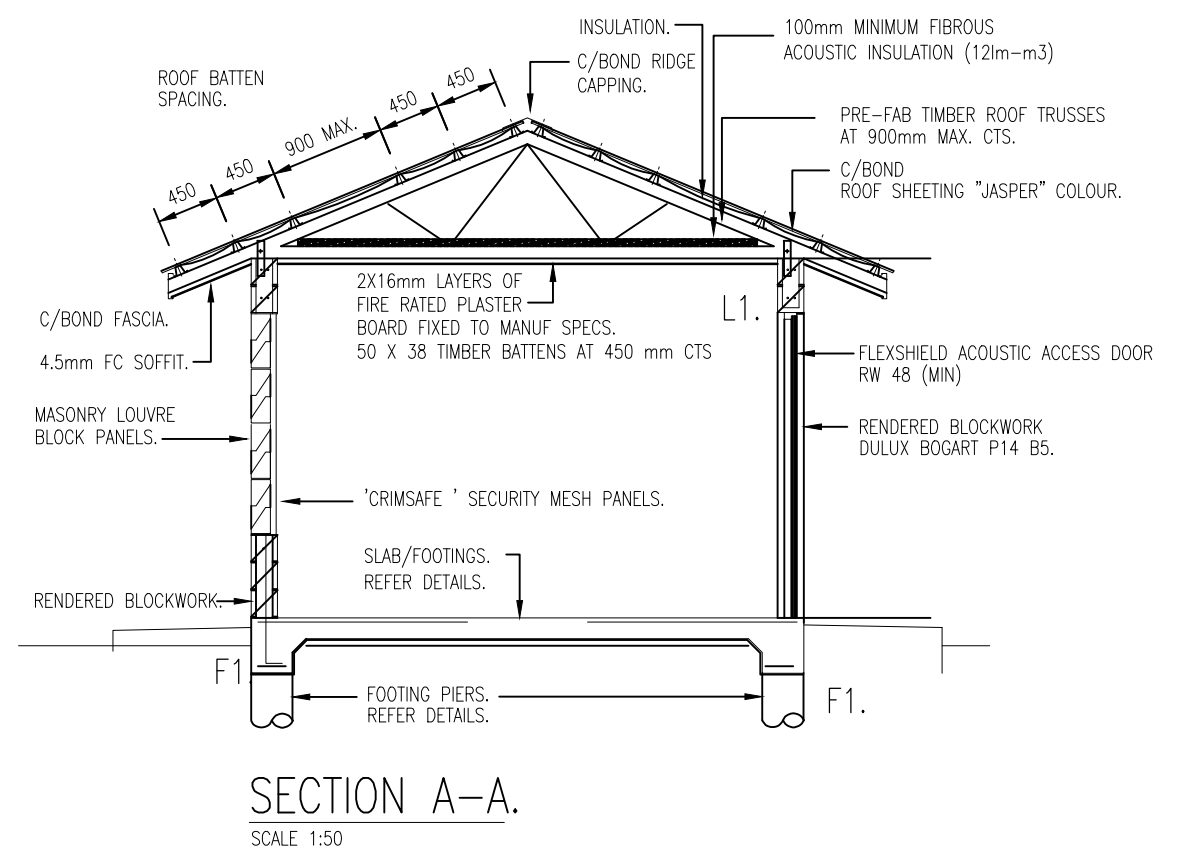 INSULATION.
100mm MINIMUM FIBROUS
ACOUSTIC INSULATION (12lm-m3)
C/BOND RIDGE
CAPPING.
ROOF BATTEN
SPACING.
450
450
900 MAX.
450
450
PRE-FAB TIMBER ROOF TRUSSES
AT 900mm MAX. CTS.
C/BOND
ROOF SHEETING "JASPER" COLOUR.
2X16mm LAYERS OF
FIRE RATED PLASTER
BOARD FIXED TO MANUF SPECS.
50 X 38 TIMBER BATTENS AT 450 mm CTS
L1.
C/BOND FASCIA.
4.5mm FC SOFFIT.
FLEXSHIELD ACOUSTIC ACCESS DOOR
RW 48 (MIN)
MASONRY LOUVRE
BLOCK PANELS.
RENDERED BLOCKWORK
DULUX BOGART P14 B5.
'CRIMSAFE ' SECURITY MESH PANELS.
SLAB/FOOTINGS.
REFER DETAILS.
RENDERED BLOCKWORK.
F1.
FOOTING PIERS.
REFER DETAILS.
F1.
SECTION A-A.
SCALE 1:50